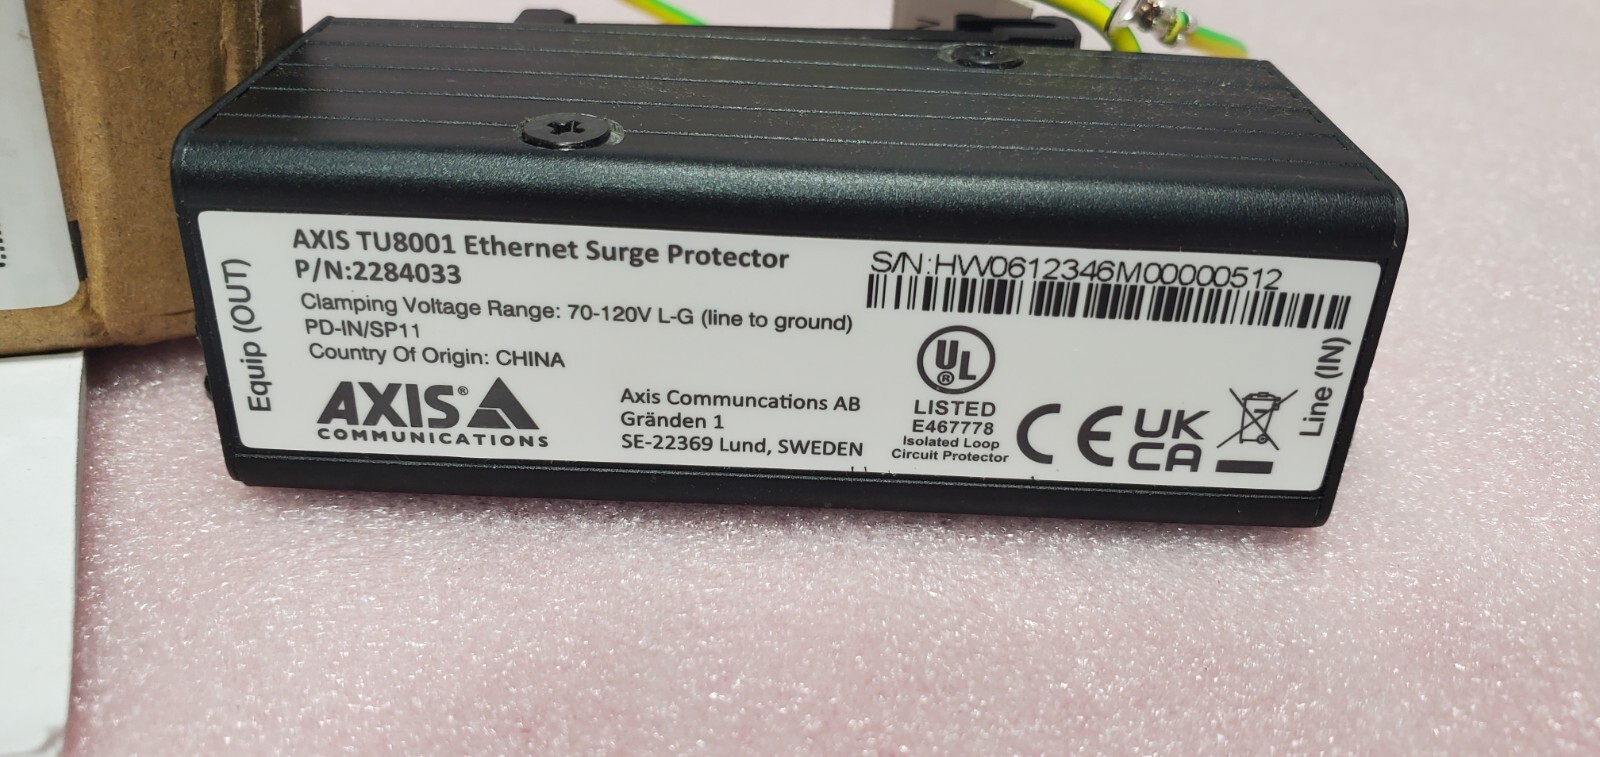 AXIS TU8001 Ethernet Surge Protector
P/N:2284033
Clamping Voltage Range: 70-120V L-G (line to ground)
PD-IN/SP11
Country Of Origin: CHINA
AXIS®
COMMUNICATIONS
Equip (OUT)
Axis Communcations AB
Gränden 1
SE-22369 Lund, SWEDEN
S/N:HW0612346M00000512
UL
®
LISTED
E467778
Isolated Loop
Circuit Protector
CE
UK
CA
Line (IN)